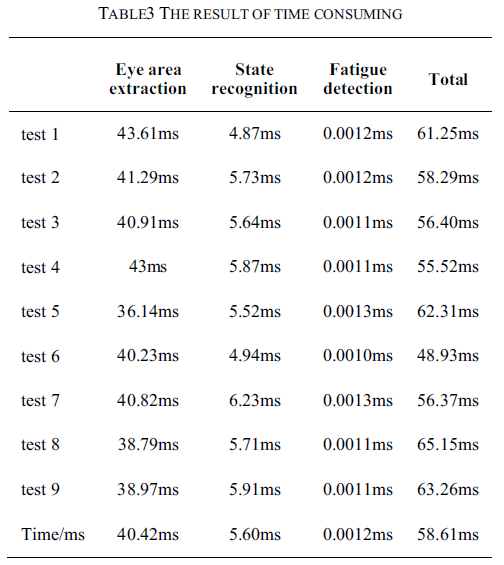 TABLE3 THE RESULT OF TIME CONSUMING
Eye area extraction State recognition Fatigue detection Total
test 1 43.61ms 4.87ms 0.0012ms 61.25ms
test 2 41.29ms 5.73ms 0.0012ms 58.29ms
test 3 40.91ms 5.64ms 0.0011ms 56.40ms
test 4 43ms 5.87ms 0.0011ms 55.52ms
test 5 36.14ms 5.52ms 0.0013ms 62.31ms
test 6 40.23ms 4.94ms 0.0010ms 48.93ms
test 7 40.82ms 6.23ms 0.0013ms 56.37ms
test 8 38.79ms 5.71ms 0.0011ms 65.15ms
test 9 38.97ms 5.91ms 0.0011ms 63.26ms
Time/ms 40.42ms 5.60ms 0.0012ms 58.61ms